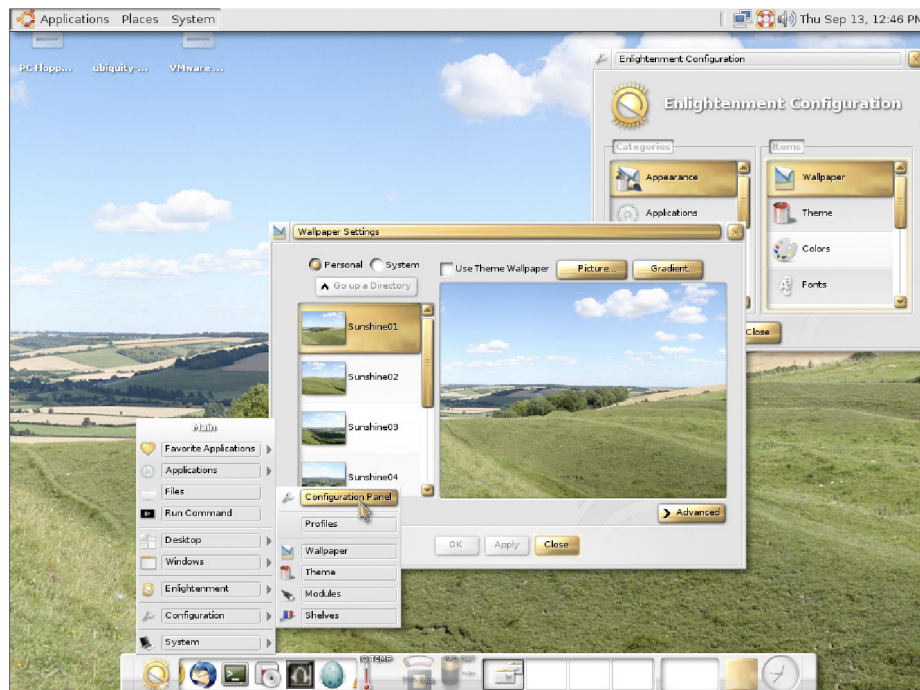 Applications Places System
Thu Sep 13, 12:46 PM
PC Flopp... ubiquity-... VMware ...
Enlightenment Configuration
Enlightenment Configuration
Categories
Items
Appearance
Applications
Wallpaper
Theme
Colors
Fonts
Close
Wallpaper Settings
Personal System
Use Theme Wallpaper
Picture...
Gradient...
Go up a Directory
Sunshine01
Sunshine02
Sunshine03
Sunshine04
Advanced
OK
Apply
Close
Main
Favorite Applications
Applications
Files
Run Command
Desktop
Windows
Enlightenment
Configuration
System
Configuration Panel
Profiles
Wallpaper
Theme
Modules
Shelves
TEMP